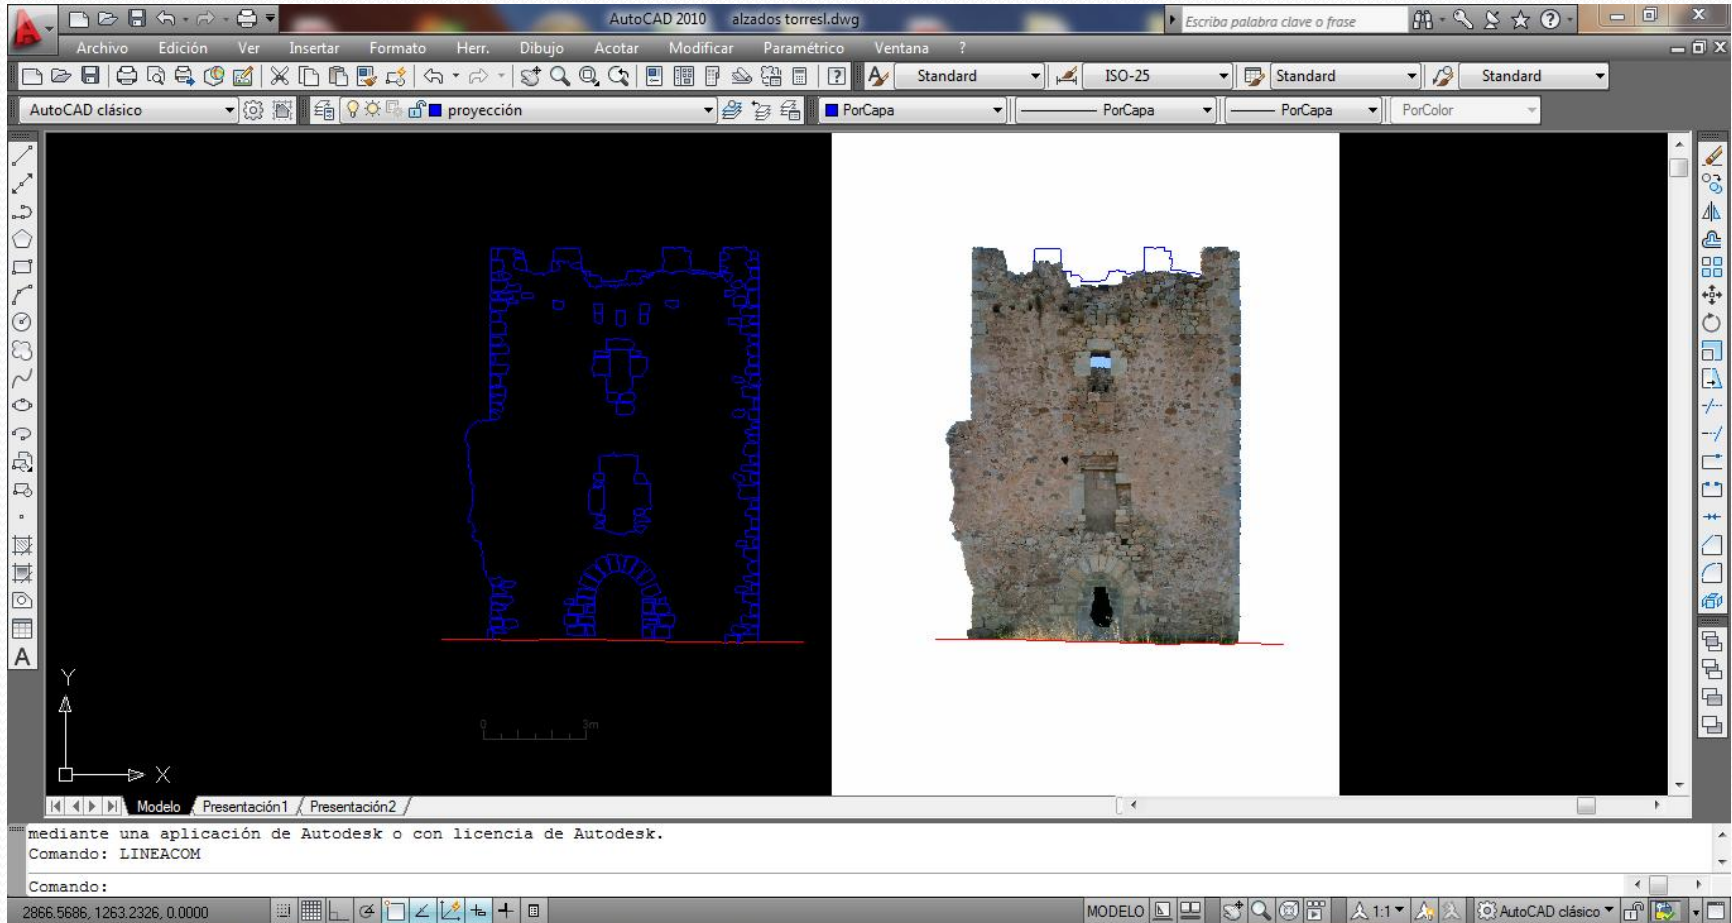 AutoCAD 2010 alzados torresl.dwg
Escriba palabra clave o frase
Archivo Edición Ver Insertar Formato Herr. Dibujo Acotar Modificar Paramétrico Ventana ?
Standard ISO-25 Standard Standard
AutoCAD clásico proyección PorCapa PorCapa PorCapa PorColor
0 3m
Y
X
Modelo Presentación1 Presentación2
mediante una aplicación de Autodesk o con licencia de Autodesk.
Comando: LINEACOM
Comando:
2866.5686, 1263.2326, 0.0000 MODELO 1:1 AutoCAD clásico